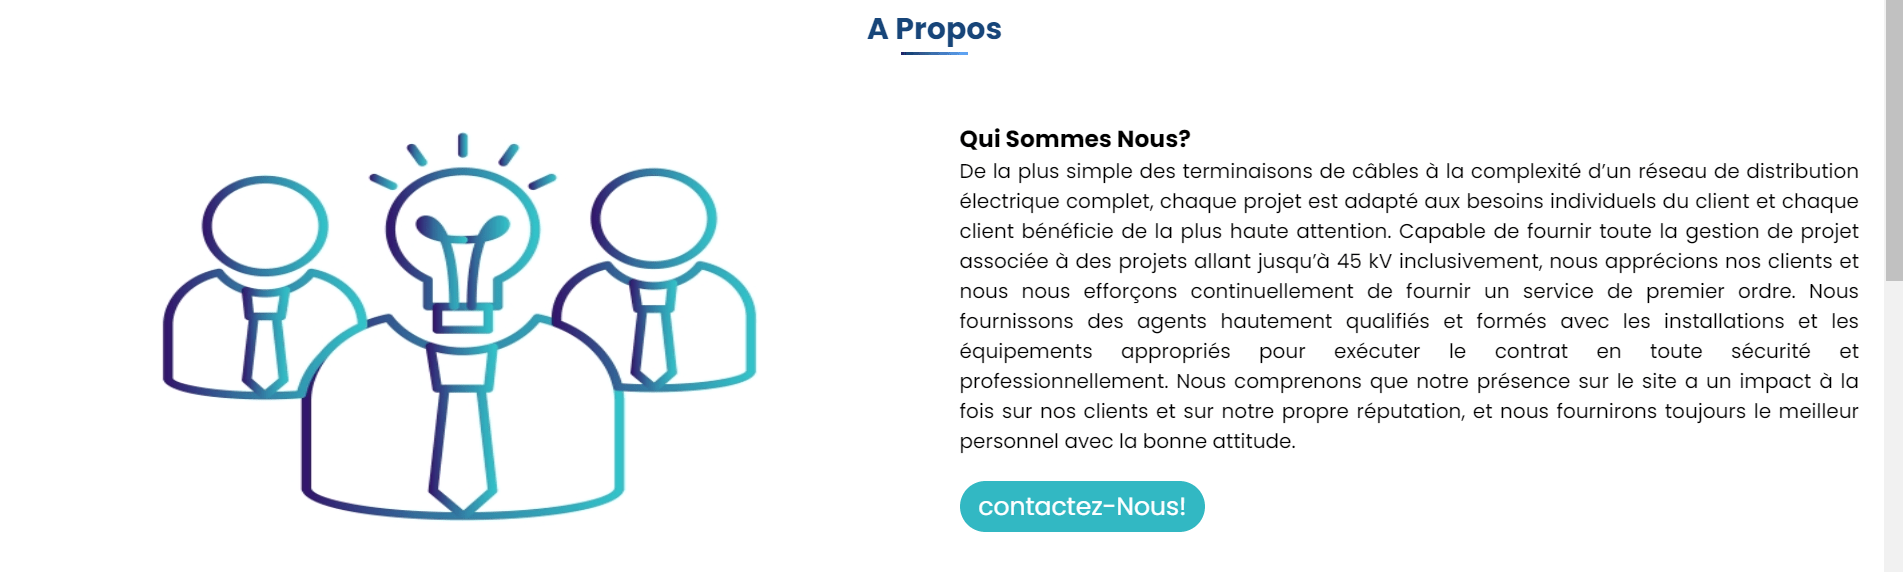 A Propos
Qui Sommes Nous?
De la plus simple des terminaisons de câbles à la complexité d’un réseau de distribution
électrique complet, chaque projet est adapté aux besoins individuels du client et chaque
client bénéficie de la plus haute attention. Capable de fournir toute la gestion de projet
associée à des projets allant jusqu’à 45 kV inclusivement, nous apprécions nos clients et
nous nous efforçons continuellement de fournir un service de premier ordre. Nous
fournissons des agents hautement qualifiés et formés avec les installations et les
équipements appropriés pour exécuter le contrat en toute sécurité et
professionnellement. Nous comprenons que notre présence sur le site a un impact à la
fois sur nos clients et sur notre propre réputation, et nous fournirons toujours le meilleur
personnel avec la bonne attitude.
contactez-Nous!